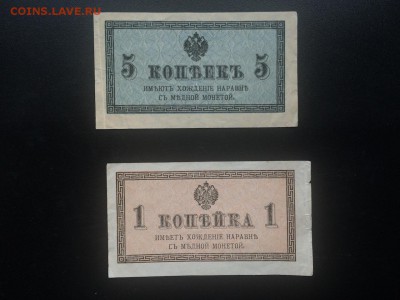 COINS.LAVE.RU
5 КОПѢЕКЪ 5
ИМѢЮТЪ ХОЖДЕНІЕ НАРАВНѢ
СЪ МѢДНОЙ МОНЕТОЙ.
1 КОПѢЙКА 1
ИМѢЕТЪ ХОЖДЕНІЕ НАРАВНѢ
СЪ МѢДНОЙ МОНЕТОЙ.